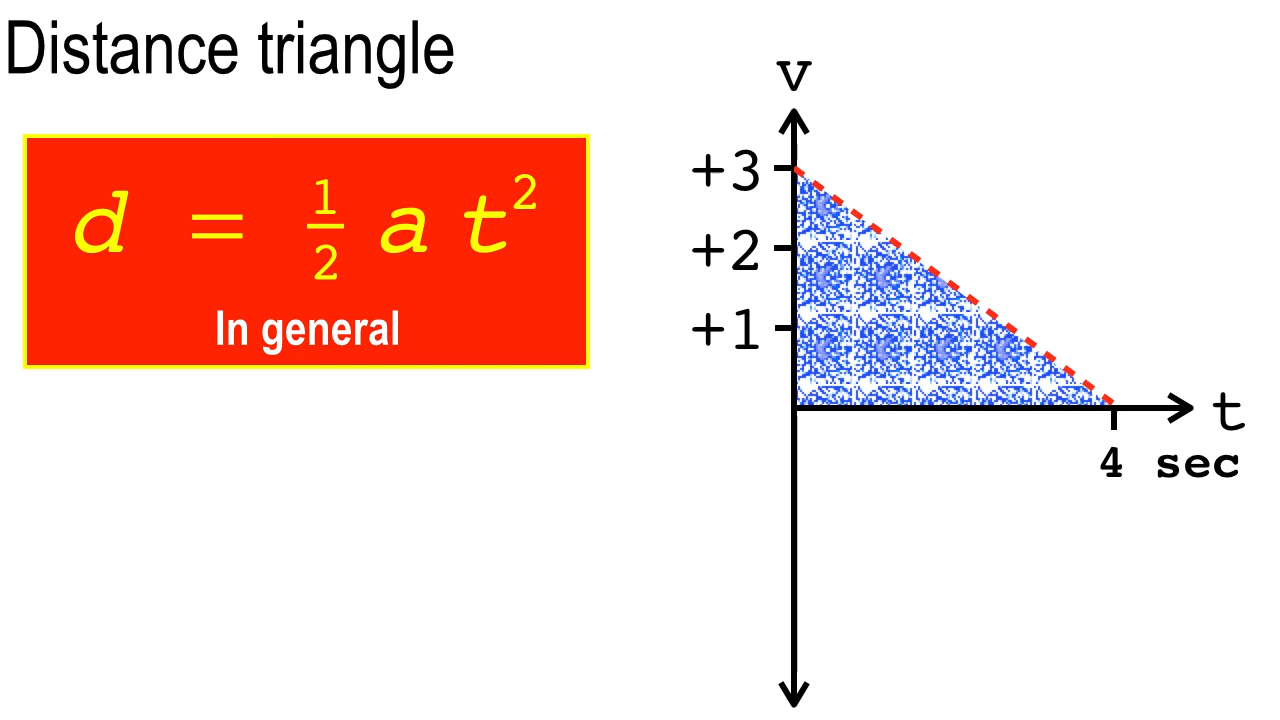 Distance triangle
d = ½ a t²
In general
v
+3
+2
+1
t
4 sec